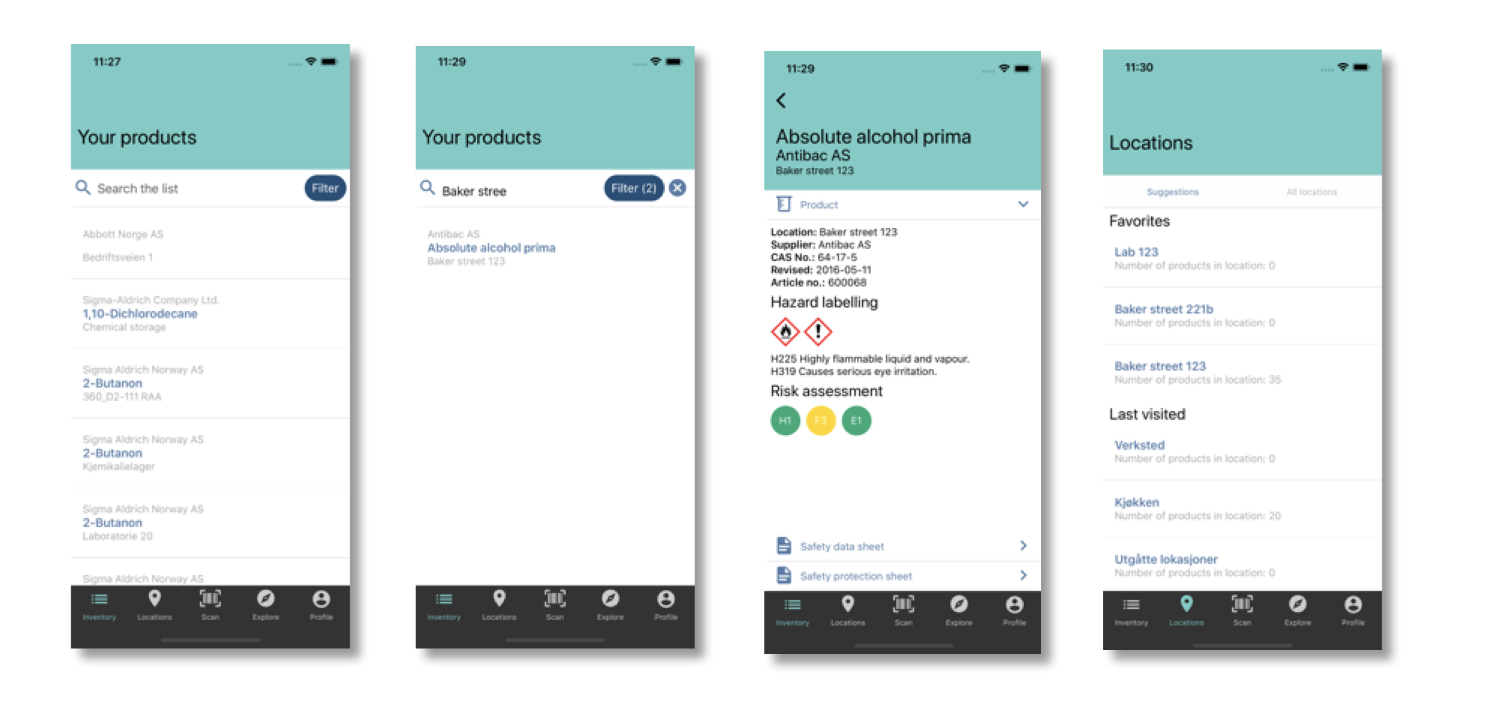 11:27
Your products
Search the list
Filter
Abbott Norge AS
Bedriftsveien 1
Sigma-Aldrich Company Ltd.
1,10-Dichlorodecane
Chemical storage
Sigma Aldrich Norway AS
2-Butanon
360_D2-111 RAA
Sigma Aldrich Norway AS
2-Butanon
Kjemikalielager
Sigma Aldrich Norway AS
2-Butanon
Laboratorie 20
Sigma Aldrich Norway AS
Inventory Locations Scan Explore Profile
11:29
Your products
Baker stree
Filter (2)
Antibac AS
Absolute alcohol prima
Baker street 123
Inventory Locations Scan Explore Profile
11:29
Absolute alcohol prima
Antibac AS
Baker street 123
Product
Location: Baker street 123
Supplier: Antibac AS
CAS No.: 64-17-5
Revised: 2016-05-11
Article no.: 600068
Hazard labelling
H225 Highly flammable liquid and vapour.
H319 Causes serious eye irritation.
Risk assessment
H1 F3 E1
Safety data sheet
Safety protection sheet
Inventory Locations Scan Explore Profile
11:30
Locations
Suggestions All locations
Favorites
Lab 123
Number of products in location: 0
Baker street 221b
Number of products in location: 0
Baker street 123
Number of products in location: 35
Last visited
Verksted
Number of products in location: 0
Kjøkken
Number of products in location: 20
Utgåtte lokasjoner
Number of products in location: 0
Inventory Locations Scan Explore Profile